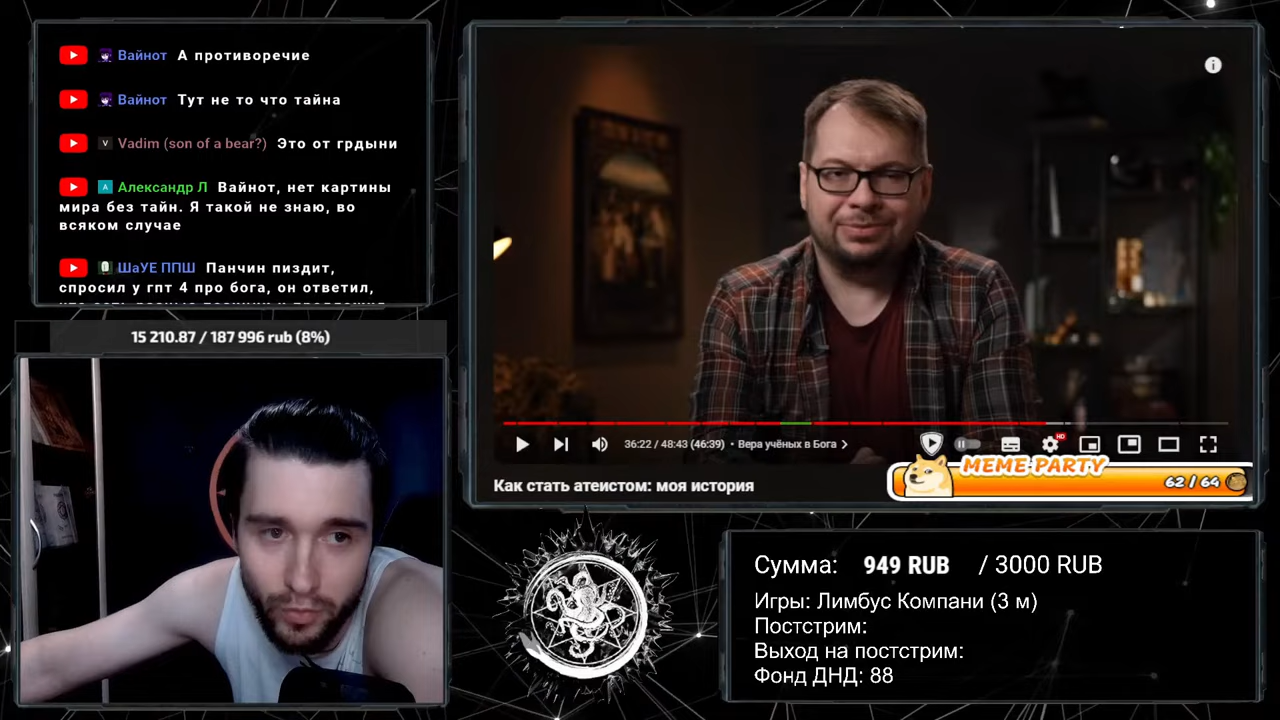 Вайнот А противоречие
Вайнот Тут не то что тайна
V Vadim (son of a bear?) Это от грдыни
А Александр Л Вайнот, нет картины
мира без тайн. Я такой не знаю, во
всяком случае
ШаУЕ ППШ Панчин пиздит,
спросил у гпт 4 про бога, он ответил,
15 210.87 / 187 996 rub (8%)
36:22 / 48:43 (46:39) • Вера учёных в Бога
HD
Как стать атеистом: моя история
MEME PARTY
62 / 64
Сумма: 949 RUB / 3000 RUB
Игры: Лимбус Компани (3 м)
Постстрим:
Выход на постстрим:
Фонд ДНД: 88